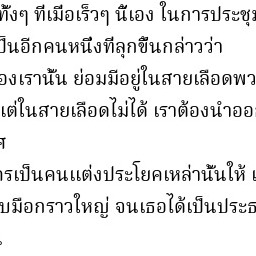 ทั้งๆ ที่เมื่อเร็วๆ นี้เอง ในการประชุม
ป็นอีกคนหนึ่งที่ลุกขึ้นกล่าวว่า
องเรานั้น ย่อมมีอยู่ในสายเลือดพว
แต่ในสายเลือดไม่ได้ เราต้องนำออก
ศ
ารเป็นคนแต่งประโยคเหล่านั้นให้ แ
บมือกราวใหญ่ จนเธอได้เป็นประธ